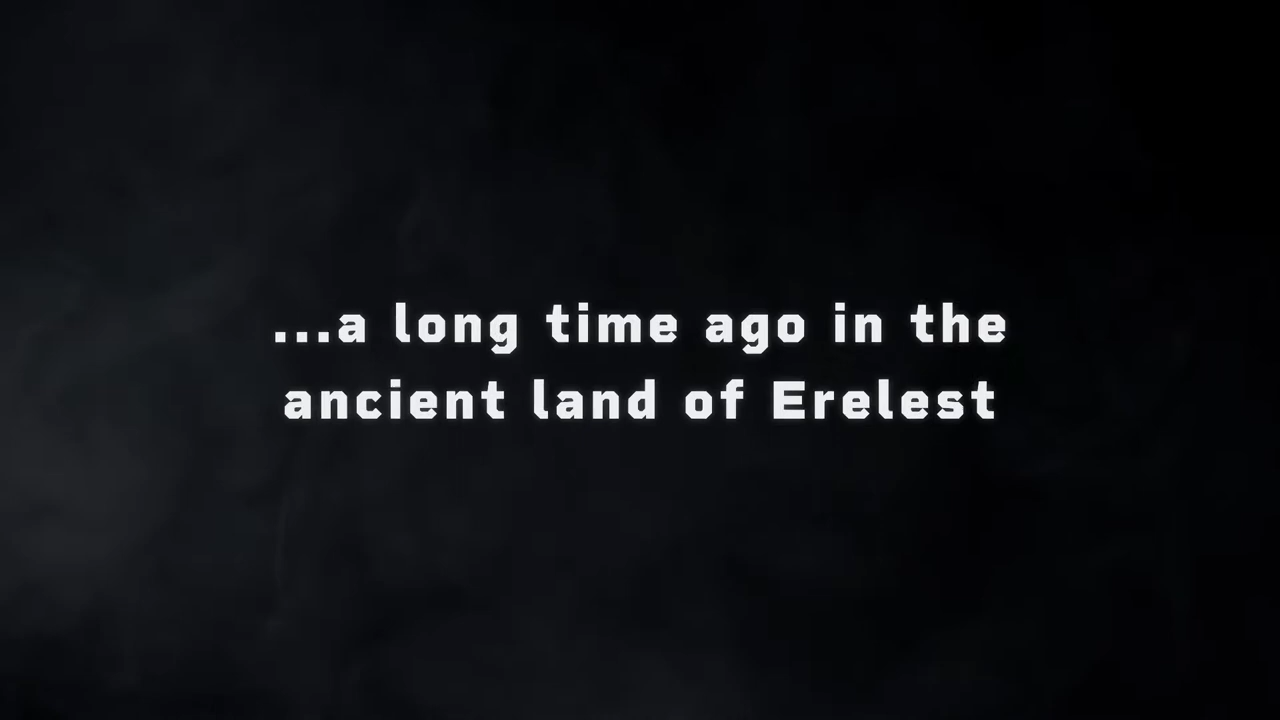 ...a long time ago in the
ancient land of Erelest